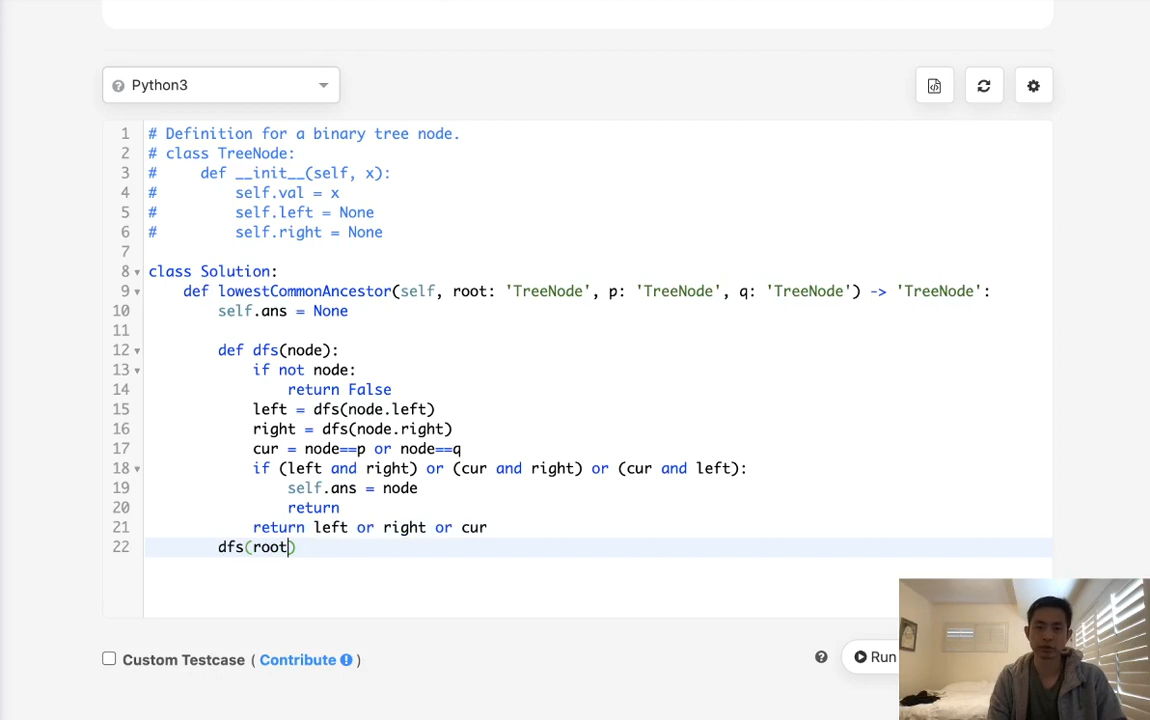 Python3
1 # Definition for a binary tree node.
2 # class TreeNode:
3 #     def __init__(self, x):
4 #         self.val = x
5 #         self.left = None
6 #         self.right = None
7
8 class Solution:
9     def lowestCommonAncestor(self, root: 'TreeNode', p: 'TreeNode', q: 'TreeNode') -> 'TreeNode':
10         self.ans = None
11
12         def dfs(node):
13             if not node:
14                 return False
15             left = dfs(node.left)
16             right = dfs(node.right)
17             cur = node==p or node==q
18             if (left and right) or (cur and right) or (cur and left):
19                 self.ans = node
20                 return
21             return left or right or cur
22         dfs(root)
Custom Testcase ( Contribute )
Run